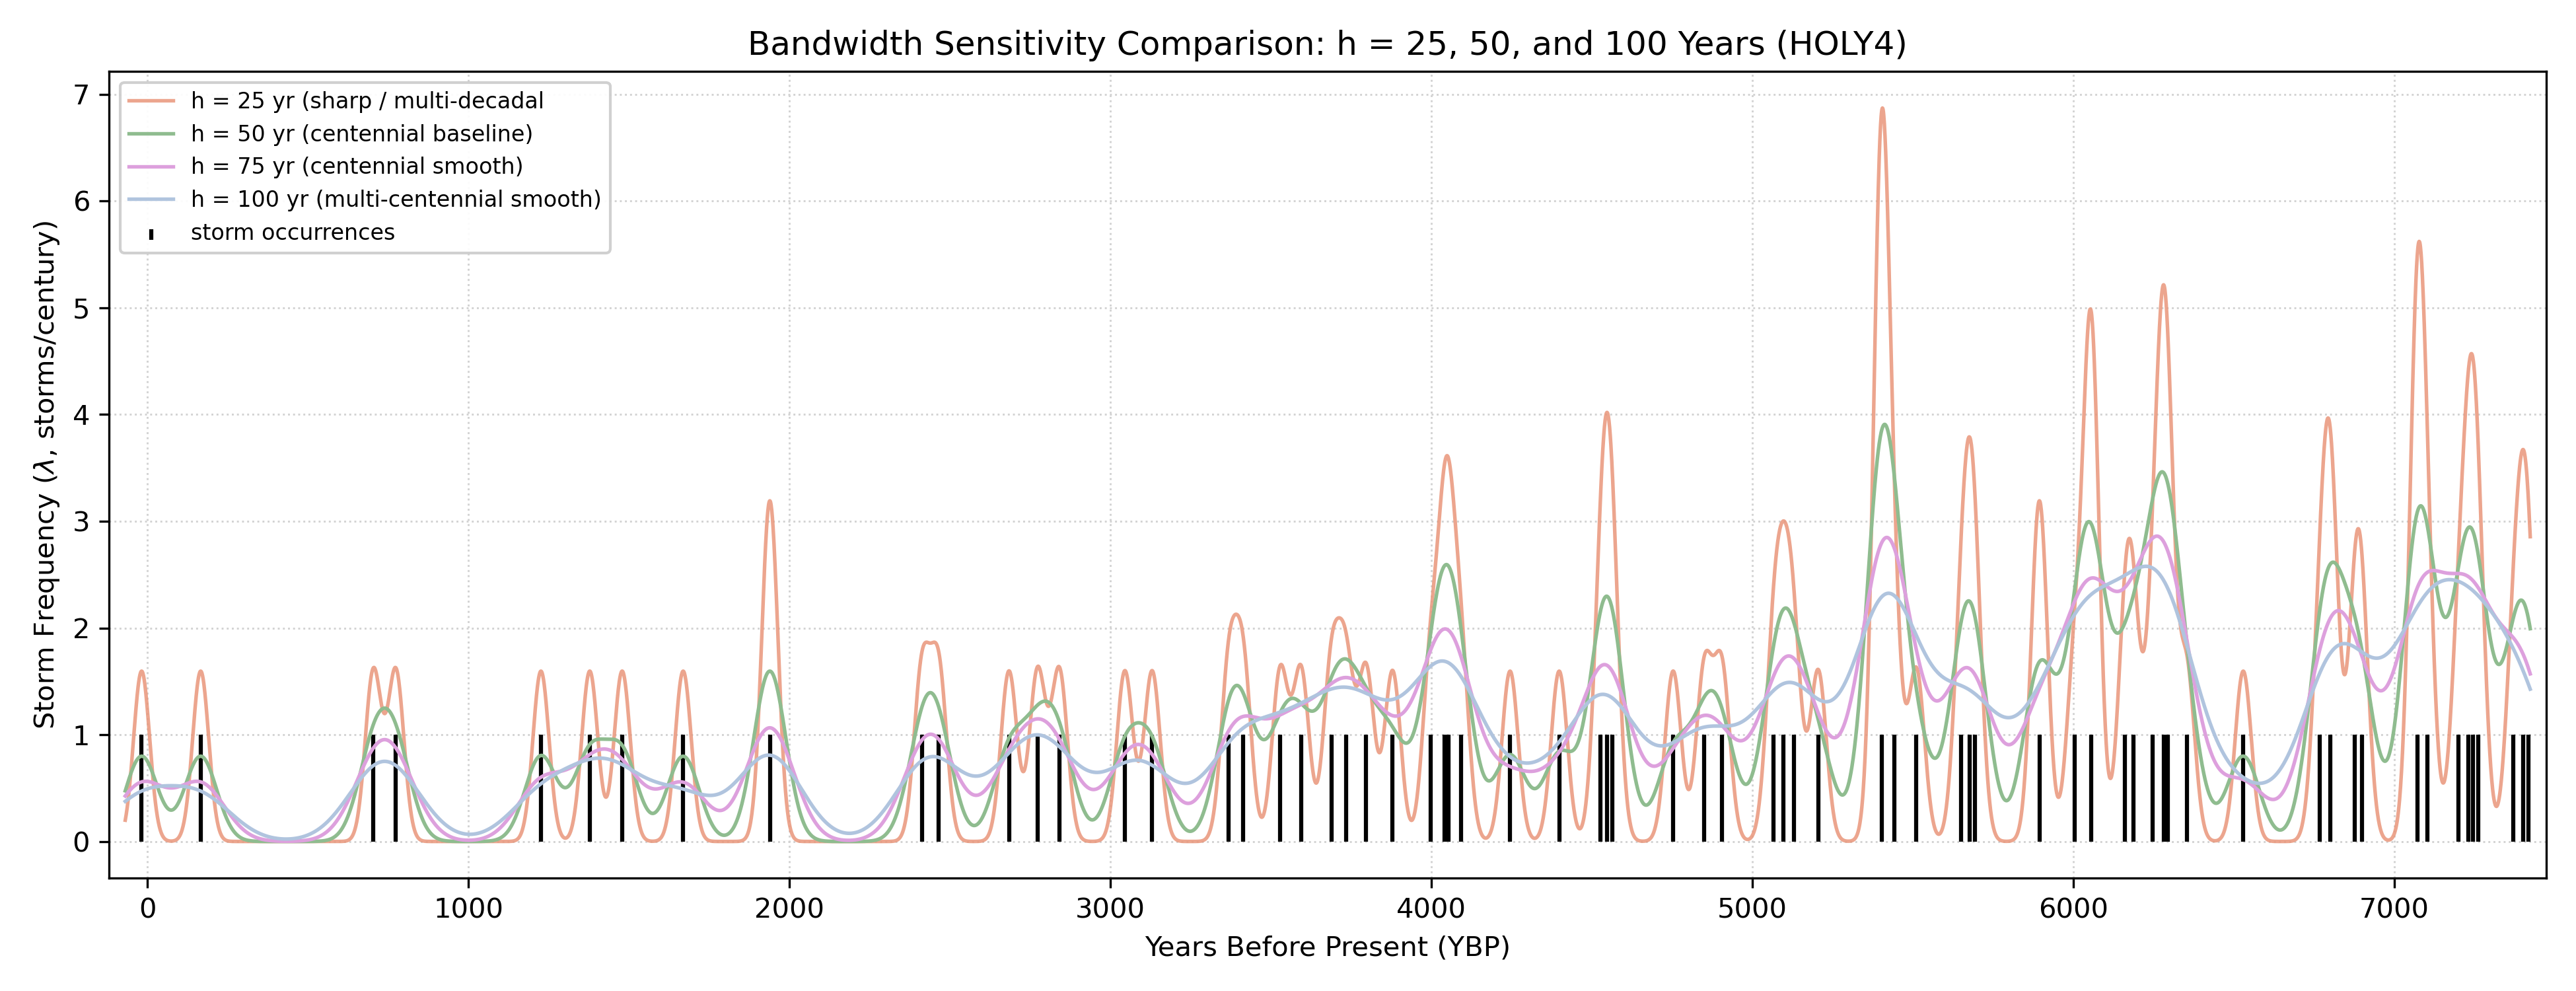 Bandwidth Sensitivity Comparison: h = 25, 50, and 100 Years (HOLY4)
h = 25 yr (sharp / multi-decadal
h = 50 yr (centennial baseline)
h = 75 yr (centennial smooth)
h = 100 yr (multi-centennial smooth)
storm occurrences
Storm Frequency (λ, storms/century)
7
6
5
4
3
2
1
0
0 1000 2000 3000 4000 5000 6000 7000
Years Before Present (YBP)